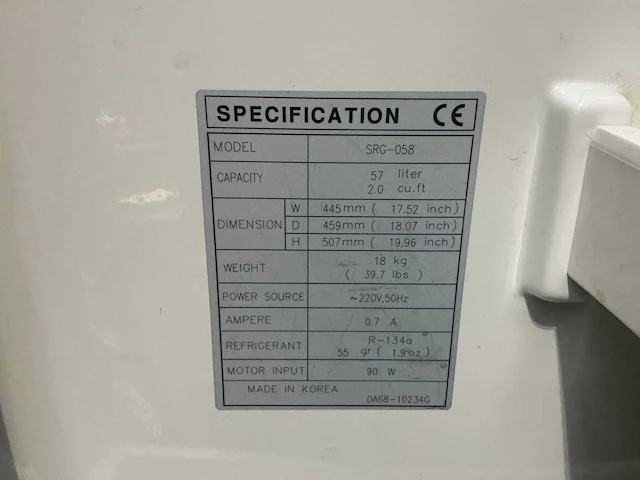 SPECIFICATION CE
MODEL SRG-058
CAPACITY 57 liter
2.0 cu.ft
DIMENSION W 445mm ( 17.52 inch)
D 459mm ( 18.07 inch)
H 507mm ( 19.96 inch)
WEIGHT 18 kg
( 39.7 lbs )
POWER SOURCE ~220V,50Hz
AMPERE 0.7 A
REFRIGERANT R-134a
55 gr ( 1.9oz )
MOTOR INPUT 90 W
MADE IN KOREA DA68-10234G